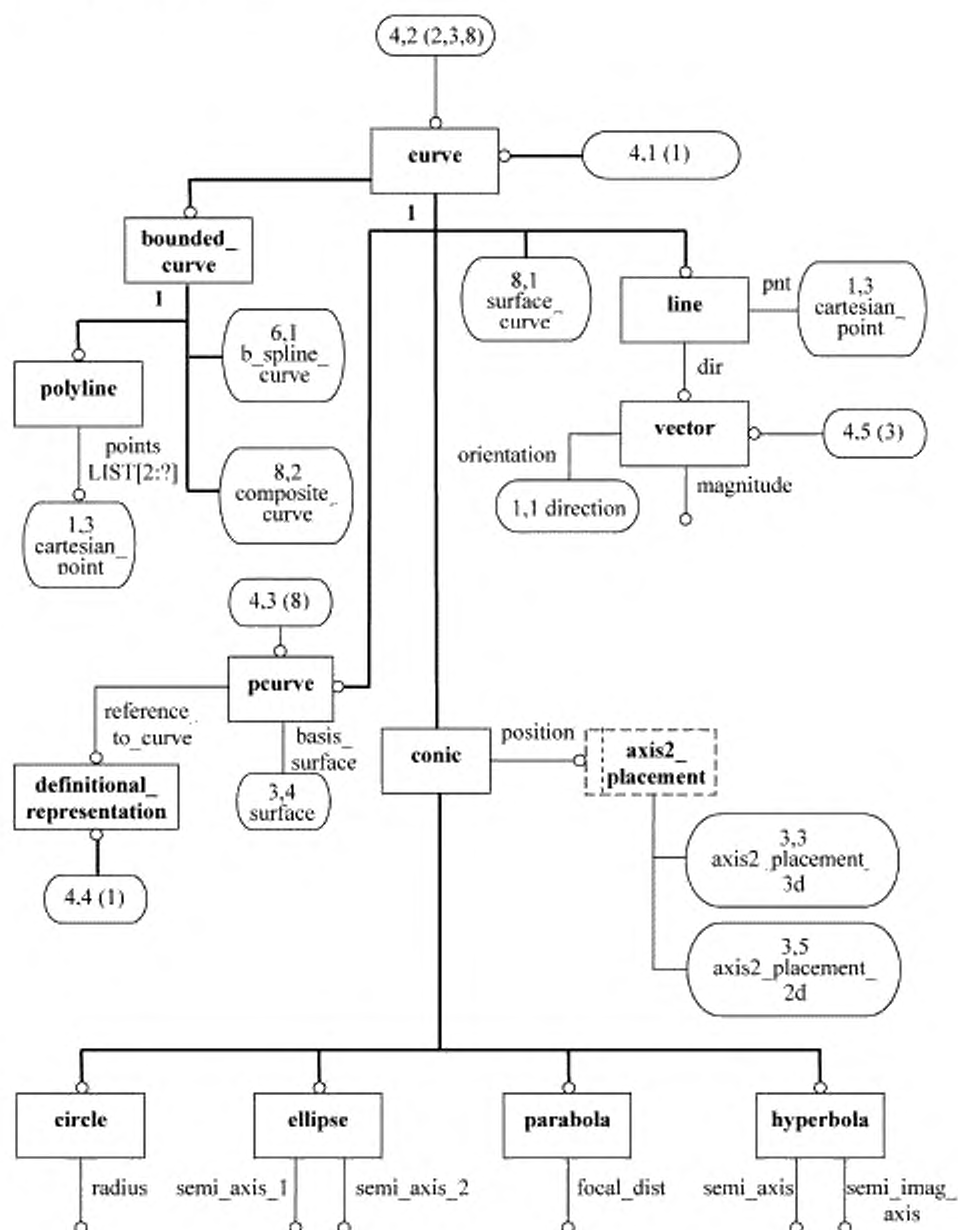 4,2 (2,3,8)
curve
4,1 (1)
1
bounded_
curve
1
8,1
surface_
curve
line
pnt
1,3
cartesian_
point
6,1
b_spline_
curve
polyline
dir
points
LIST[2:?]
vector
4,5 (3)
orientation
magnitude
8,2
composite_
curve
1,1 direction
1,3
cartesian_
point
4,3 (8)
pcurve
reference_
to_curve
basis_
surface
conic
position
axis2_
placement
definitional_
representation
3,4
surface
3,3
axis2_placement_
3d
4.4 (1)
3,5
axis2_placement_
2d
circle
ellipse
parabola
hyperbola
radius
semi_axis_1
semi_axis_2
focal_dist
semi_axis
semi_imag_
axis